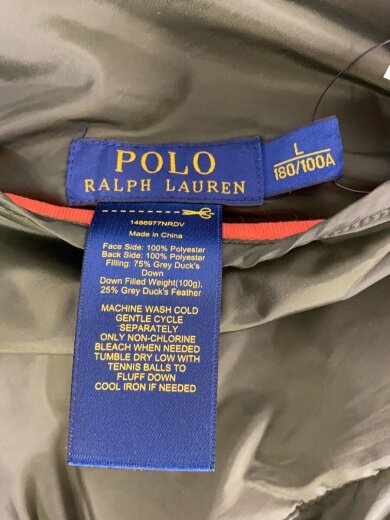 POLO
RALPH LAUREN
L
180/100A
1486977NRDV
Made in China
Face Side: 100% Polyester
Back Side: 100% Polyester
Filling: 75% Grey Duck's
Down
Down Filled Weight(100g).
25% Grey Duck's Feather
MACHINE WASH COLD
GENTLE CYCLE
SEPARATELY
ONLY NON-CHLORINE
BLEACH WHEN NEEDED
TUMBLE DRY LOW WITH
TENNIS BALLS TO
FLUFF DOWN
COOL IRON IF NEEDED